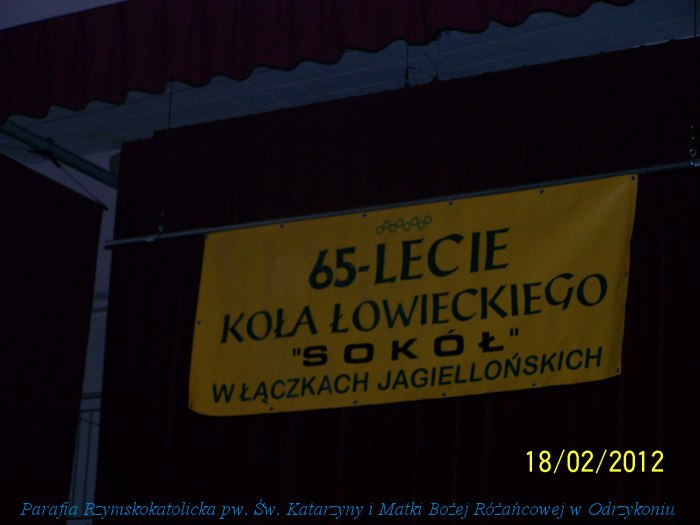 65-LECIE
KOŁA ŁOWIECKIEGO
"SOKÓŁ"
W ŁĄCZKACH JAGIELLOŃSKICH
18/02/2012
Parafia Rzymskokatolicka pw. Św. Katarzyny i Matki Bożej Różańcowej w Odrzykoniu